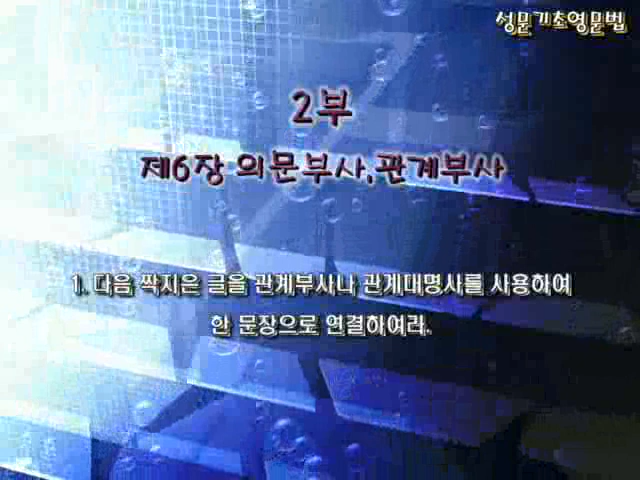 성문기초영문법
2부
제6장 의문부사,관계부사
1. 다음 짝지은 글을 관계부사나 관계대명사를 사용하여
한 문장으로 연결하여라.